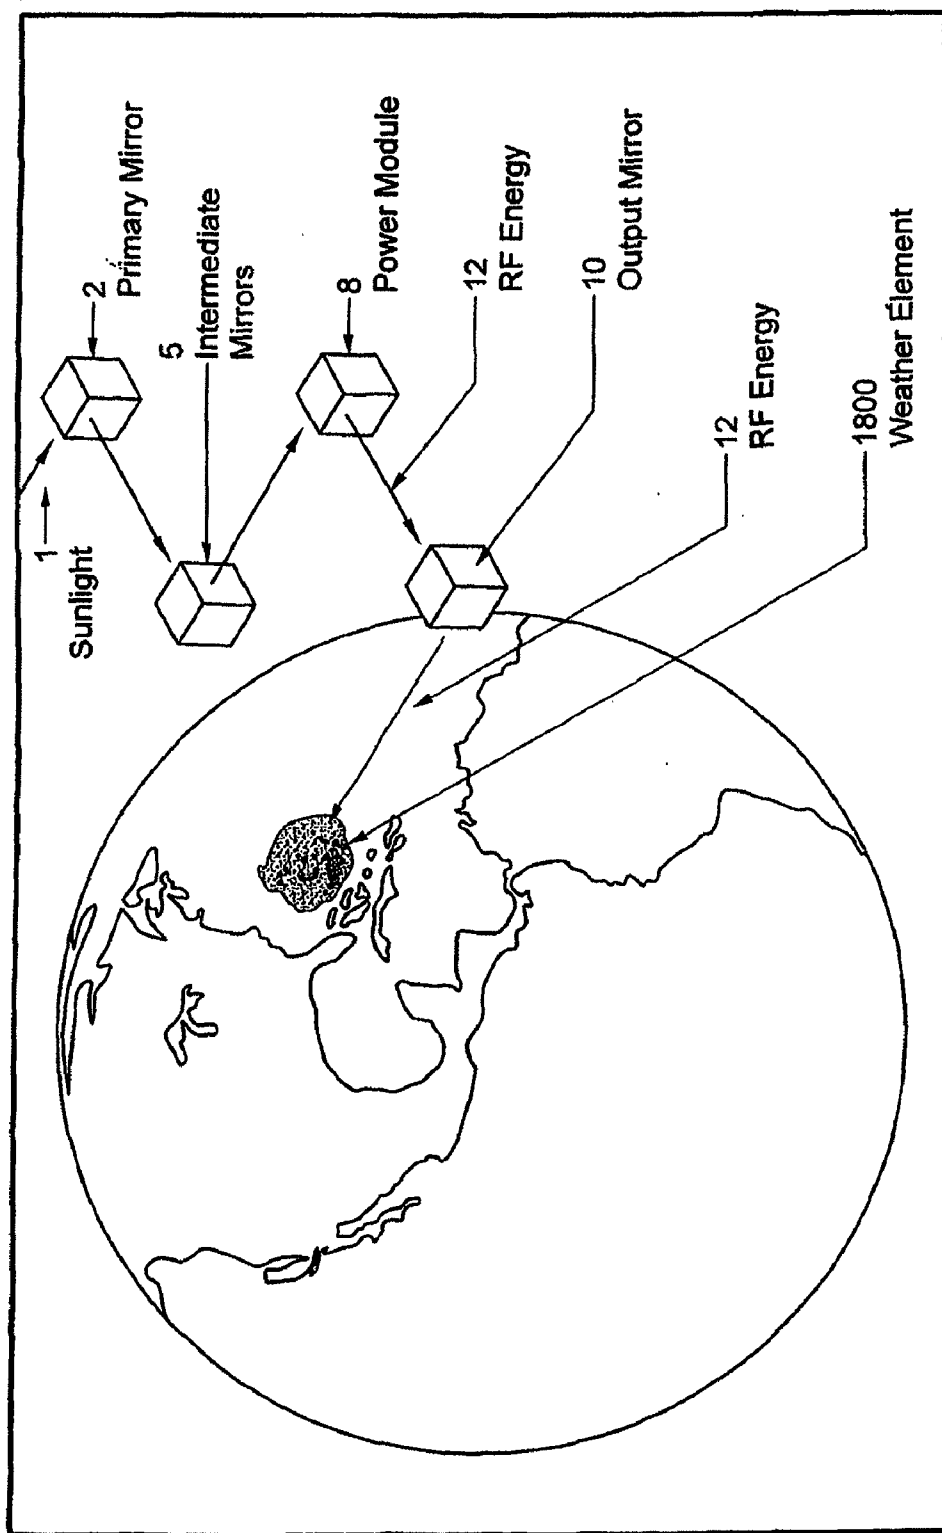 1
Sunlight
2
Primary Mirror
5
Intermediate
Mirrors
8
Power Module
12
RF Energy
10
Output Mirror
12
RF Energy
1800
Weather Element